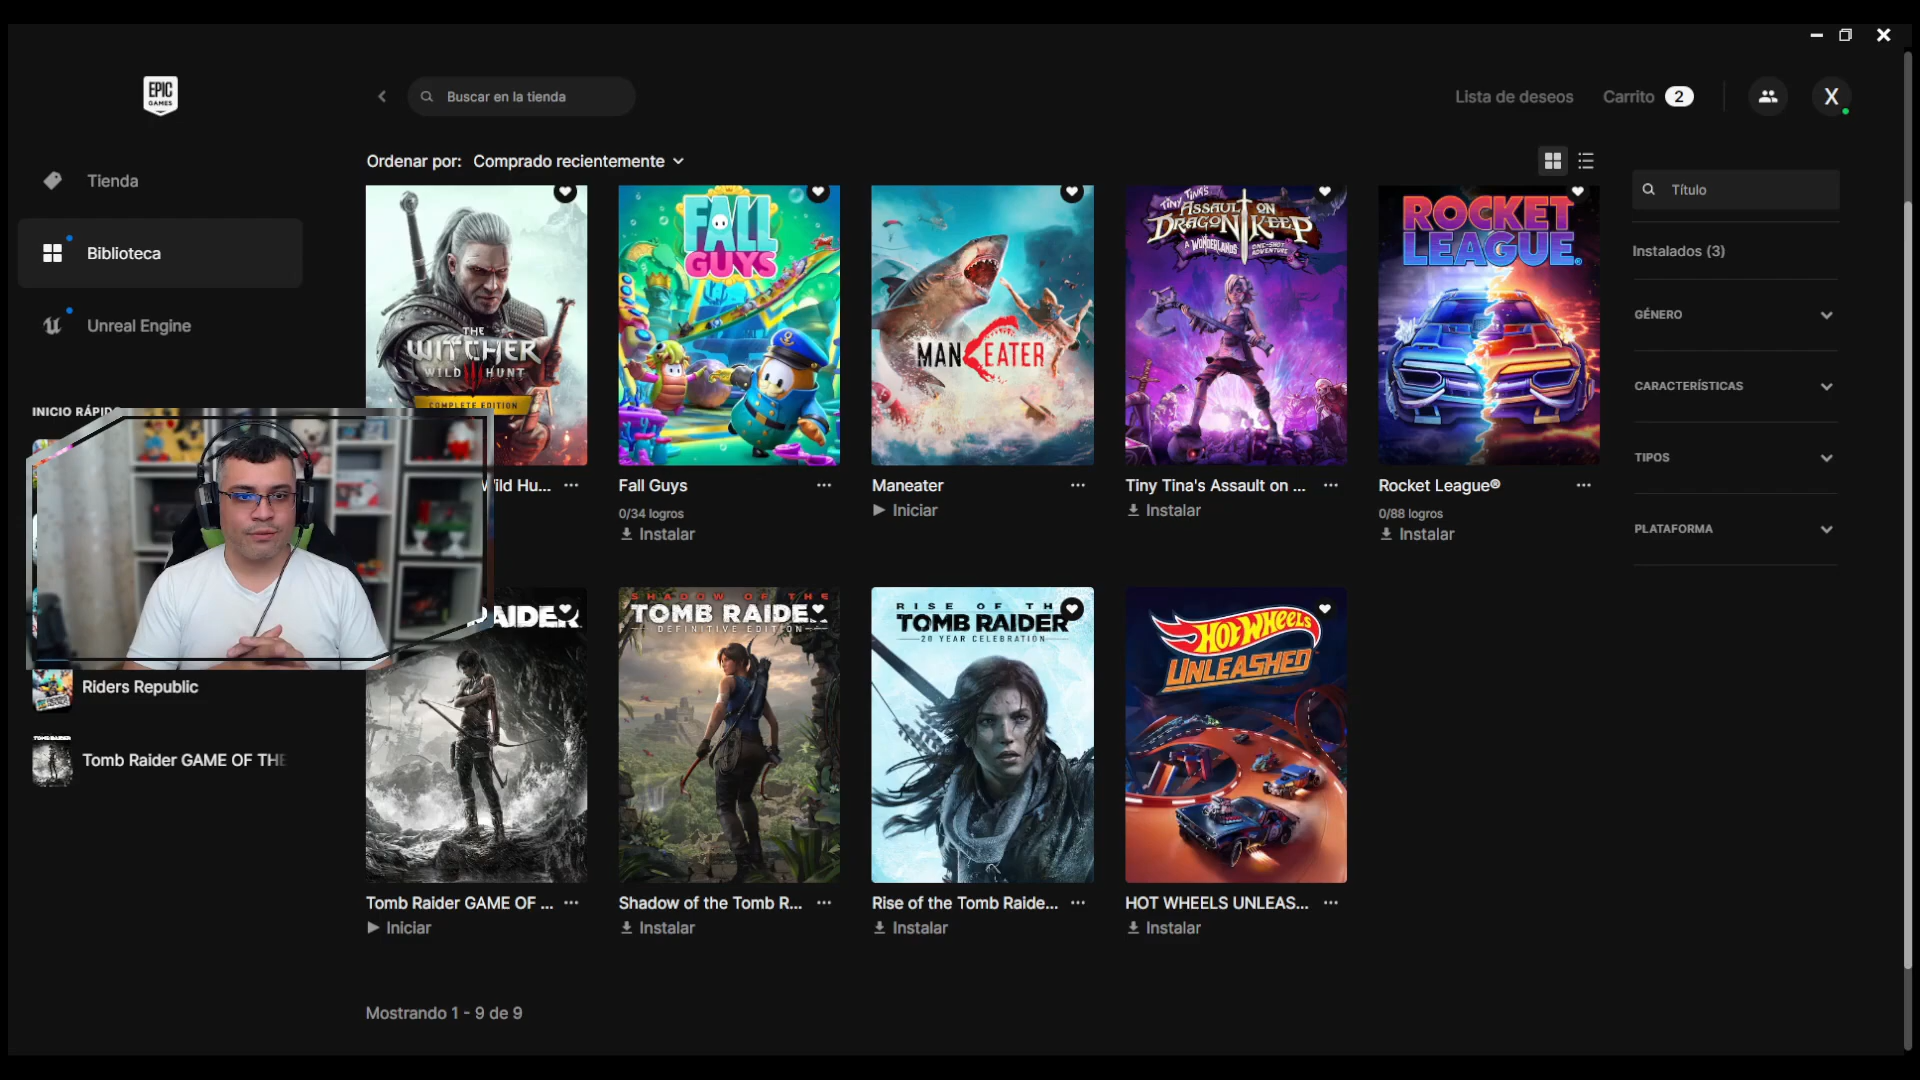 EPIC
GAMES
Buscar en la tienda
Lista de deseos
Carrito 2
X
Tienda
Biblioteca
Unreal Engine
INICIO RÁPIDO
Riders Republic
Tomb Raider GAME OF THE
Ordenar por: Comprado recientemente
THE
WITCHER
WILD HUNT
COMPLETE EDITION
Wild Hu...
FALL
GUYS
Fall Guys
0/34 logros
Instalar
MANEATER
Maneater
Iniciar
TINY TINA'S
ASSAULT ON
DRAGON KEEP
A WONDERLANDS ONE-SHOT
ADVENTURE
Tiny Tina's Assault on ...
Instalar
ROCKET
LEAGUE®
Rocket League®
0/88 logros
Instalar
RAIDER
Tomb Raider GAME OF ...
Iniciar
SHADOW OF THE
TOMB RAIDER
DEFINITIVE EDITION
Shadow of the Tomb R...
Instalar
RISE OF TH
TOMB RAIDER
20 YEAR CELEBRATION
Rise of the Tomb Raide...
Instalar
HOT WHEELS
UNLEASHED
HOT WHEELS UNLEAS...
Instalar
Título
Instalados (3)
GÉNERO
CARACTERÍSTICAS
TIPOS
PLATAFORMA
Mostrando 1 - 9 de 9